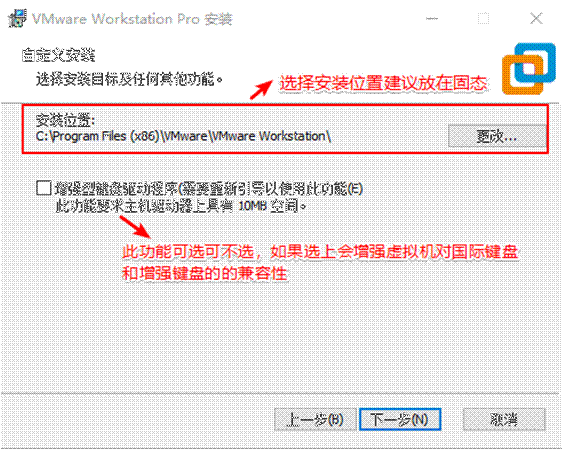 VMware Workstation Pro 安装
自定义安装
选择安装目标及任何其他功能。
选择安装位置建议放在固态
安装位置:
C:\Program Files (x86)\VMware\VMware Workstation\
更改...
增强型键盘驱动程序(需要重新引导以使用此功能(E)
此功能要求主机驱动器上具有 10MB 空间。
此功能可选可不选，如果选上会增强虚拟机对国际键盘
和增强键盘的的兼容性
上一步(B)
下一步(N)
取消